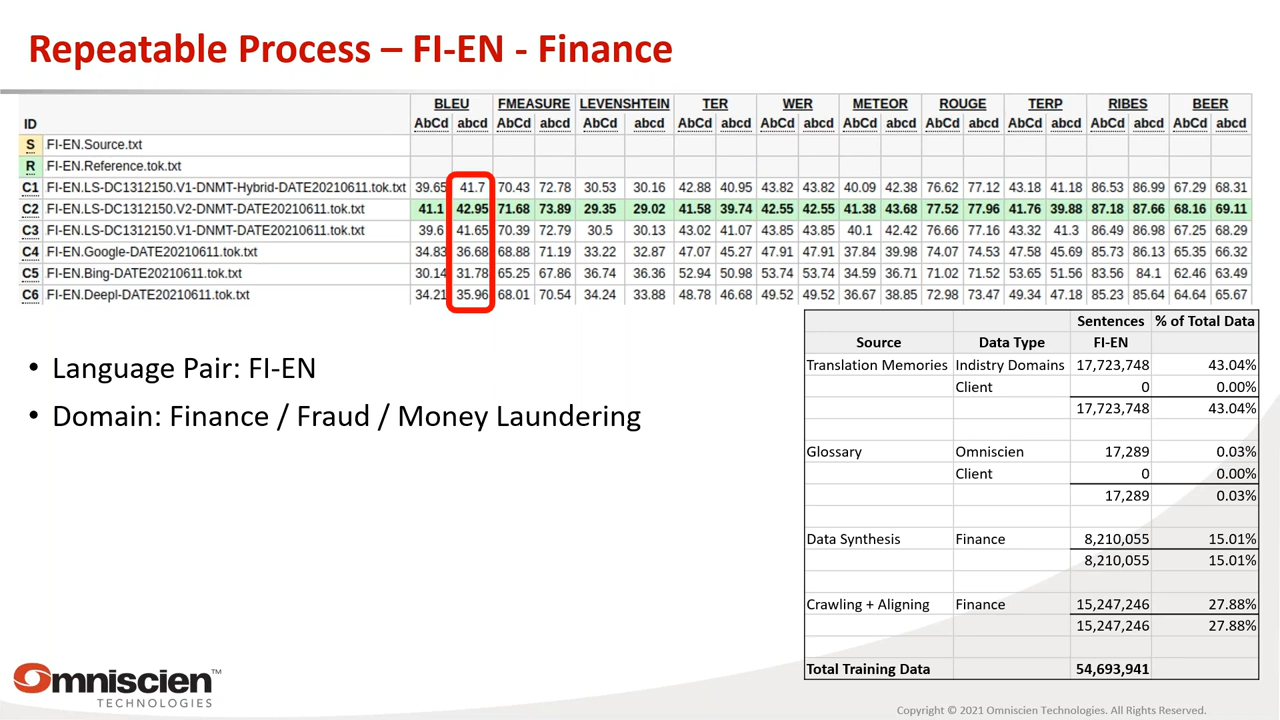 Repeatable Process – FI-EN - Finance
BLEU FMEASURE LEVENSHTEIN TER WER METEOR ROUGE TERP RIBES BEER
ID AbCd abcd AbCd abcd AbCd abcd AbCd abcd AbCd abcd AbCd abcd AbCd abcd AbCd abcd AbCd abcd AbCd abcd
S FI-EN.Source.txt
R FI-EN.Reference.tok.txt
C1 FI-EN.LS-DC1312150.V1-DNMT-Hybrid-DATE20210611.tok.txt 39.65 41.7 70.43 72.78 30.53 30.16 42.88 40.95 43.82 43.82 40.09 42.38 76.62 77.12 43.18 41.18 86.53 86.99 67.29 68.31
C2 FI-EN.LS-DC1312150.V2-DNMT-DATE20210611.tok.txt 41.1 42.95 71.68 73.89 29.35 29.02 41.58 39.74 42.55 42.55 41.38 43.68 77.52 77.96 41.76 39.88 87.18 87.66 68.16 69.11
C3 FI-EN.LS-DC1312150.V1-DNMT-DATE20210611.tok.txt 39.6 41.65 70.39 72.79 30.5 30.13 43.02 41.07 43.85 43.85 40.1 42.42 76.66 77.16 43.32 41.3 86.49 86.98 67.25 68.29
C4 FI-EN.Google-DATE20210611.tok.txt 34.83 36.68 68.88 71.19 33.22 32.87 47.07 45.27 47.91 47.91 37.84 39.98 74.07 74.53 47.58 45.69 85.73 86.13 65.35 66.32
C5 FI-EN.Bing-DATE20210611.tok.txt 30.14 31.78 65.25 67.86 36.74 36.36 52.94 50.98 53.74 53.74 34.59 36.71 71.02 71.52 53.65 51.56 83.56 84.1 62.46 63.49
C6 FI-EN.Deepl-DATE20210611.tok.txt 34.21 35.96 68.01 70.54 34.24 33.88 48.78 46.68 49.52 49.52 36.67 38.85 72.98 73.47 49.34 47.18 85.23 85.64 64.64 65.67
• Language Pair: FI-EN
• Domain: Finance / Fraud / Money Laundering
Sentences % of Total Data
Source Data Type FI-EN
Translation Memories Indistry Domains 17,723,748 43.04%
Client 0 0.00%
17,723,748 43.04%
Glossary Omniscien 17,289 0.03%
Client 0 0.00%
17,289 0.03%
Data Synthesis Finance 8,210,055 15.01%
8,210,055 15.01%
Crawling + Aligning Finance 15,247,246 27.88%
15,247,246 27.88%
Total Training Data 54,693,941
Omniscien™
TECHNOLOGIES
Copyright © 2021 Omniscien Technologies. All Rights Reserved.